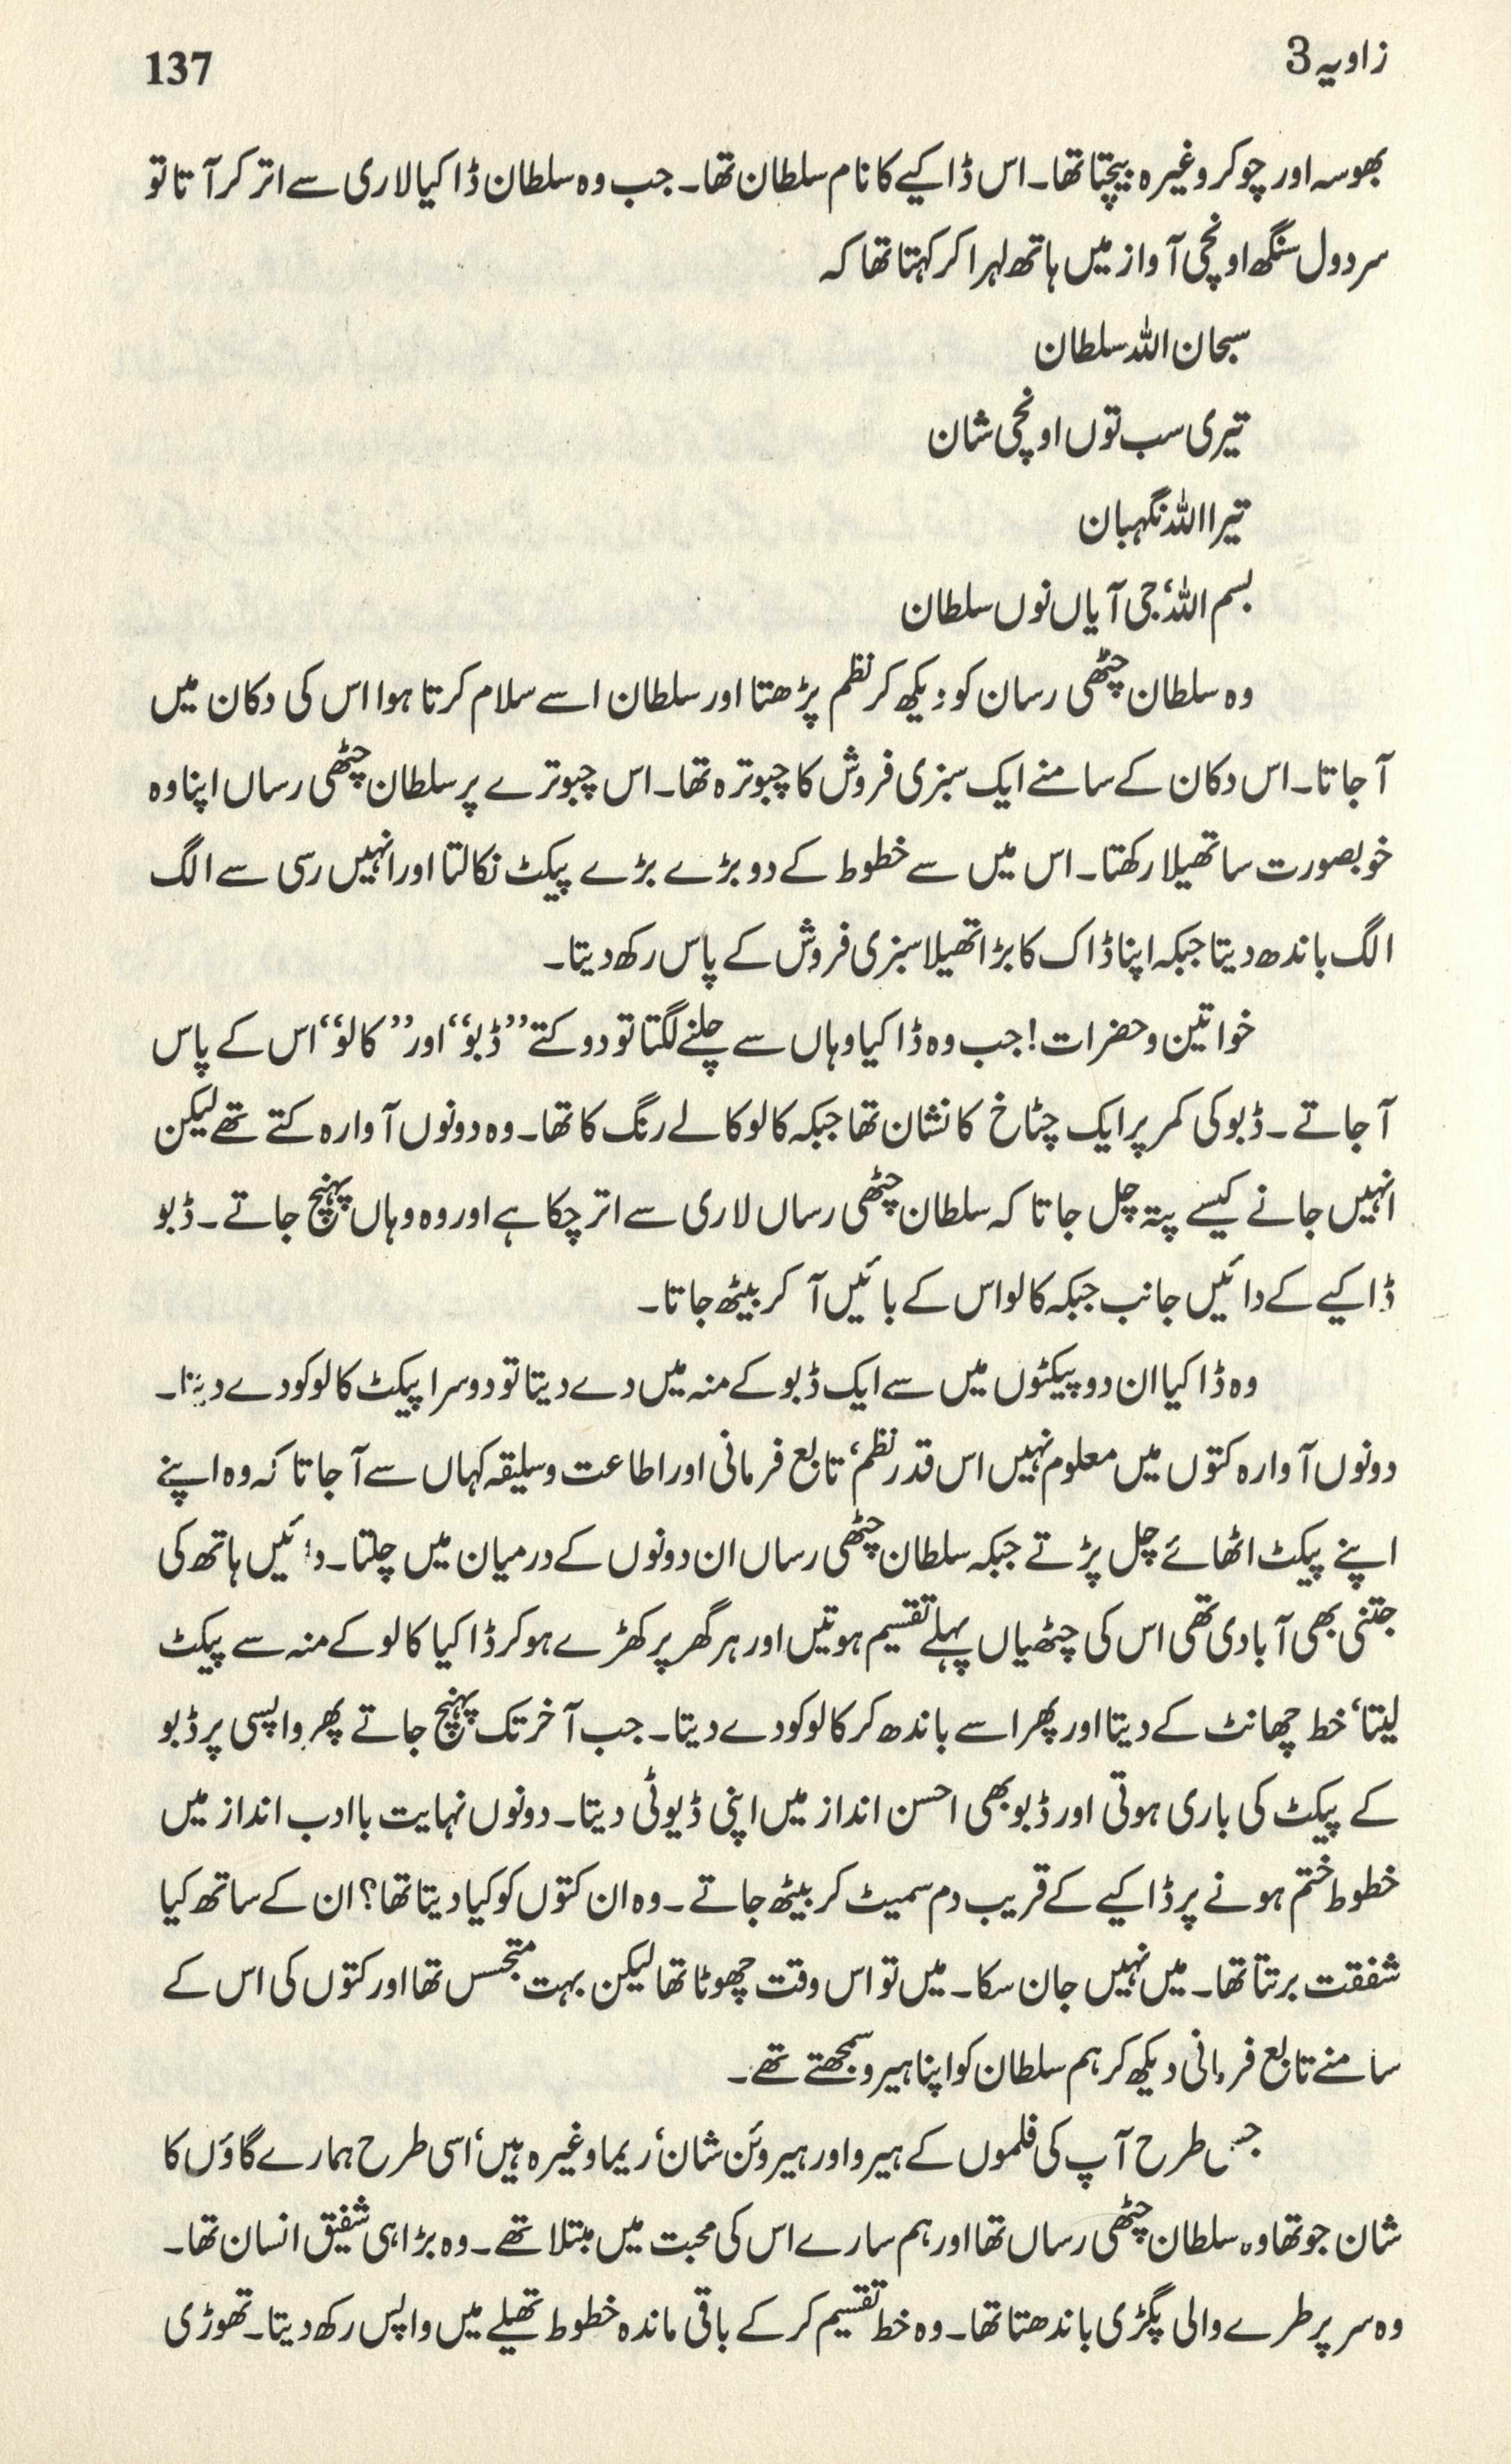 زاویہ 3
137
بھوسہ اور چوکر وغیرہ بیچتا تھا۔ اس ڈاکیے کا نام سلطان تھا۔ جب وہ سلطان ڈاکیا لاری سے اتر کر آتا تو
سردول سنگھ اونچی آواز میں ہاتھ لہرا کر کہتا تھا کہ
سبحان اللہ سلطان
تیری سب توں اونچی شان
تیرا اللہ نگہبان
بسم اللہ، جی آیاں نوں سلطان
وہ سلطان چٹھی رسان کو دیکھ کر نظم پڑھتا اور سلطان اسے سلام کرتا ہوا اس کی دکان میں
آ جاتا۔ اس دکان کے سامنے ایک سبزی فروش کا چبوترہ تھا۔ اس چبوترے پر سلطان چٹھی رساں اپنا وہ
خوبصورت سا تھیلا رکھتا۔ اس میں سے خطوط کے دو بڑے بڑے پیکٹ نکالتا اور انہیں رسی سے الگ
الگ باندھ دیتا جبکہ اپنا ڈاک کا بڑا تھیلا سبزی فروش کے پاس رکھ دیتا۔
خواتین و حضرات! جب وہ ڈاکیا وہاں سے چلنے لگتا تو دو کتے ”ڈبو“ اور ”کالو“ اس کے پاس
آ جاتے۔ ڈبو کی کمر پر ایک چٹاخ کا نشان تھا جبکہ کالو کالے رنگ کا تھا۔ وہ دونوں آوارہ کتے تھے لیکن
انہیں جانے کیسے پتہ چل جاتا کہ سلطان چٹھی رساں لاری سے اتر چکا ہے اور وہ وہاں پہنچ جاتے۔ ڈبو
ڈاکیے کے دائیں جانب جبکہ کالو اس کے بائیں آ کر بیٹھ جاتا۔
وہ ڈاکیا ان دو پیکٹوں میں سے ایک ڈبو کے منہ میں دے دیتا تو دوسرا پیکٹ کالو کو دے دیتا۔
دونوں آوارہ کتوں میں معلوم نہیں اس قدر نظم، تابع فرمانی اور اطاعت و سلیقہ کہاں سے آ جاتا کہ وہ اپنے
اپنے پیکٹ اٹھائے چل پڑتے جبکہ سلطان چٹھی رساں ان دونوں کے درمیان میں چلتا۔ دائیں ہاتھ کی
جتنی بھی آبادی تھی اس کی چٹھیاں پہلے تقسیم ہوتیں اور ہر گھر پر کھڑے ہو کر ڈاکیا کالو کے منہ سے پیکٹ
لیتا، خط چھانٹ کے دیتا اور پھر اسے باندھ کر کالو کو دے دیتا۔ جب آخر تک پہنچ جاتے پھر واپسی پر ڈبو
کے پیکٹ کی باری ہوتی اور ڈبو بھی احسن انداز میں اپنی ڈیوٹی دیتا۔ دونوں نہایت باادب انداز میں
خطوط ختم ہونے پر ڈاکیے کے قریب دم سمیٹ کر بیٹھ جاتے۔ وہ ان کتوں کو کیا دیتا تھا؟ ان کے ساتھ کیا
شفقت برتتا تھا۔ میں نہیں جان سکا۔ میں تو اس وقت چھوٹا تھا لیکن بہت متجسس تھا اور کتوں کی اس کے
سامنے تابع فرمانی دیکھ کر ہم سلطان کو اپنا ہیرو سمجھتے تھے۔
جس طرح آپ کی فلموں کے ہیرو اور ہیروئن شان، ریما وغیرہ ہیں، اسی طرح ہمارے گاؤں کا
شان جو تھا وہ سلطان چٹھی رساں تھا اور ہم سارے اس کی محبت میں مبتلا تھے۔ وہ بڑا ہی شفیق انسان تھا۔
وہ سر پر طرے والی پگڑی باندھتا تھا۔ وہ خط تقسیم کر کے باقی ماندہ خطوط تھیلے میں واپس رکھ دیتا۔ تھوڑی